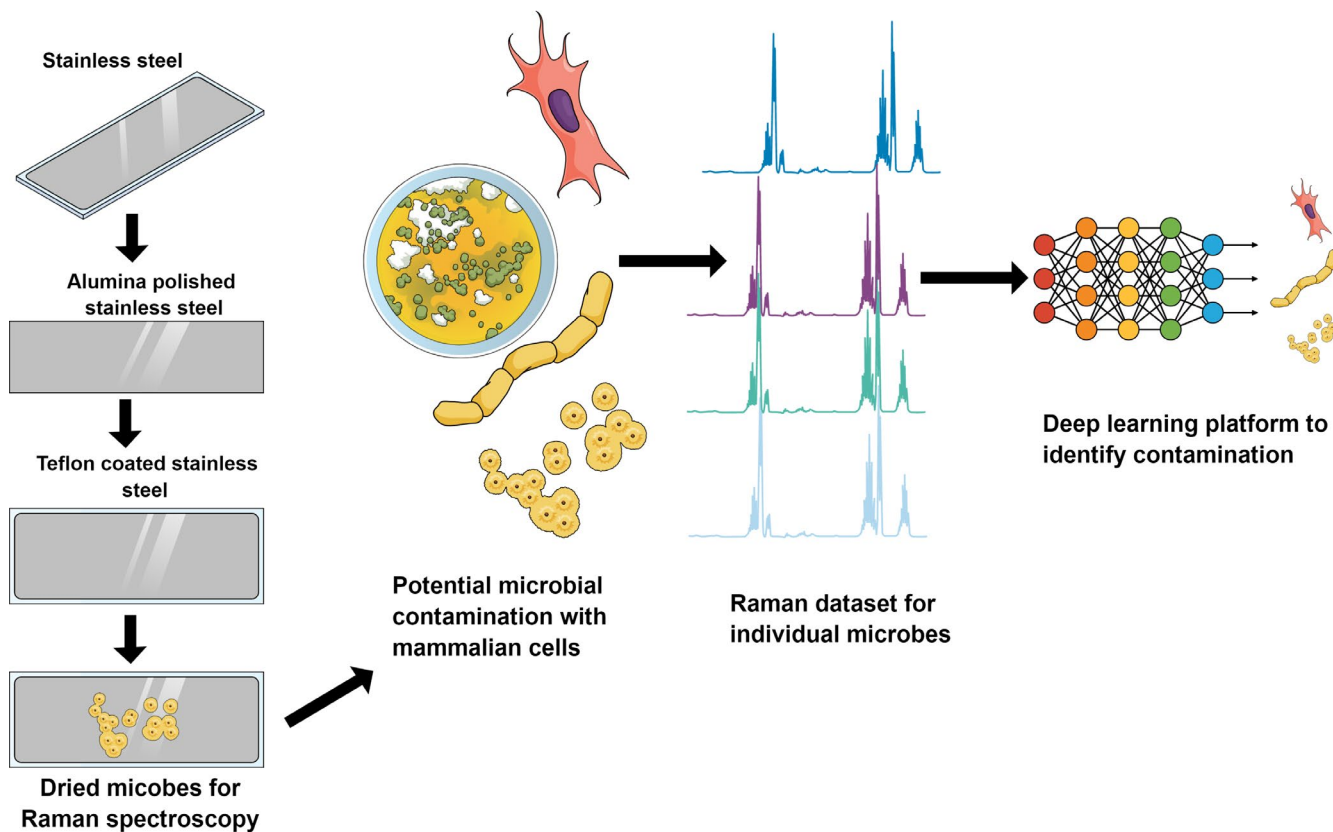 Stainless steel
Alumina polished
stainless steel
Teflon coated stainless
steel
Dried micobes for
Raman spectroscopy
Potential microbial
contamination with
mammalian cells
Raman dataset for
individual microbes
Deep learning platform to
identify contamination